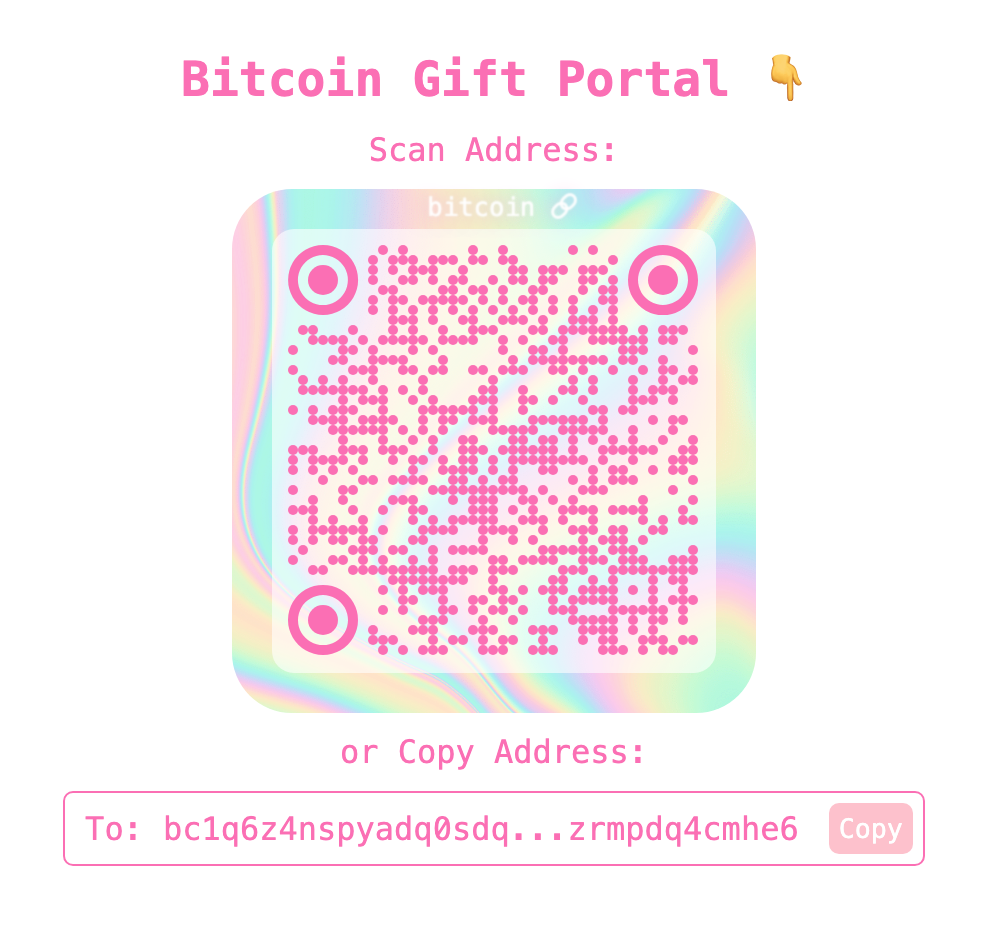 Bitcoin Gift Portal 👇
Scan Address:
bitcoin 🔗
or Copy Address:
To: bc1q6z4nspyadq0sdq...zrmpdq4cmhe6 Copy